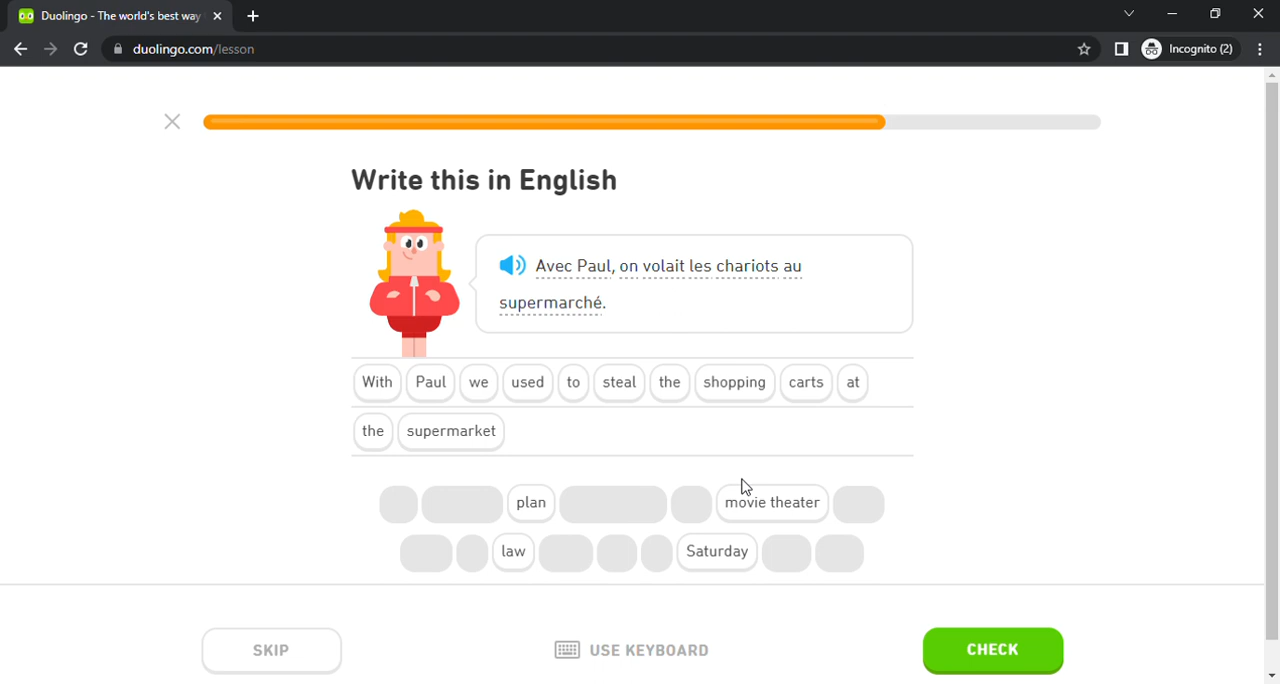 Duolingo - The world's best way
duolingo.com/lesson
Incognito (2)
Write this in English
Avec Paul, on volait les chariots au
supermarché.
With Paul we used to steal the shopping carts at
the supermarket
plan movie theater
law Saturday
SKIP USE KEYBOARD CHECK